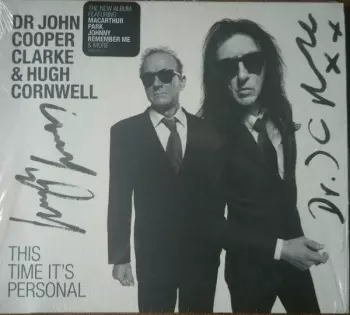 DR JOHN
COOPER
CLARKE
& HUGH
CORNWELL
THE NEW ALBUM
FEATURING
MACARTHUR
PARK,
JOHNNY
REMEMBER ME
& MORE
THIS
TIME IT'S
PERSONAL